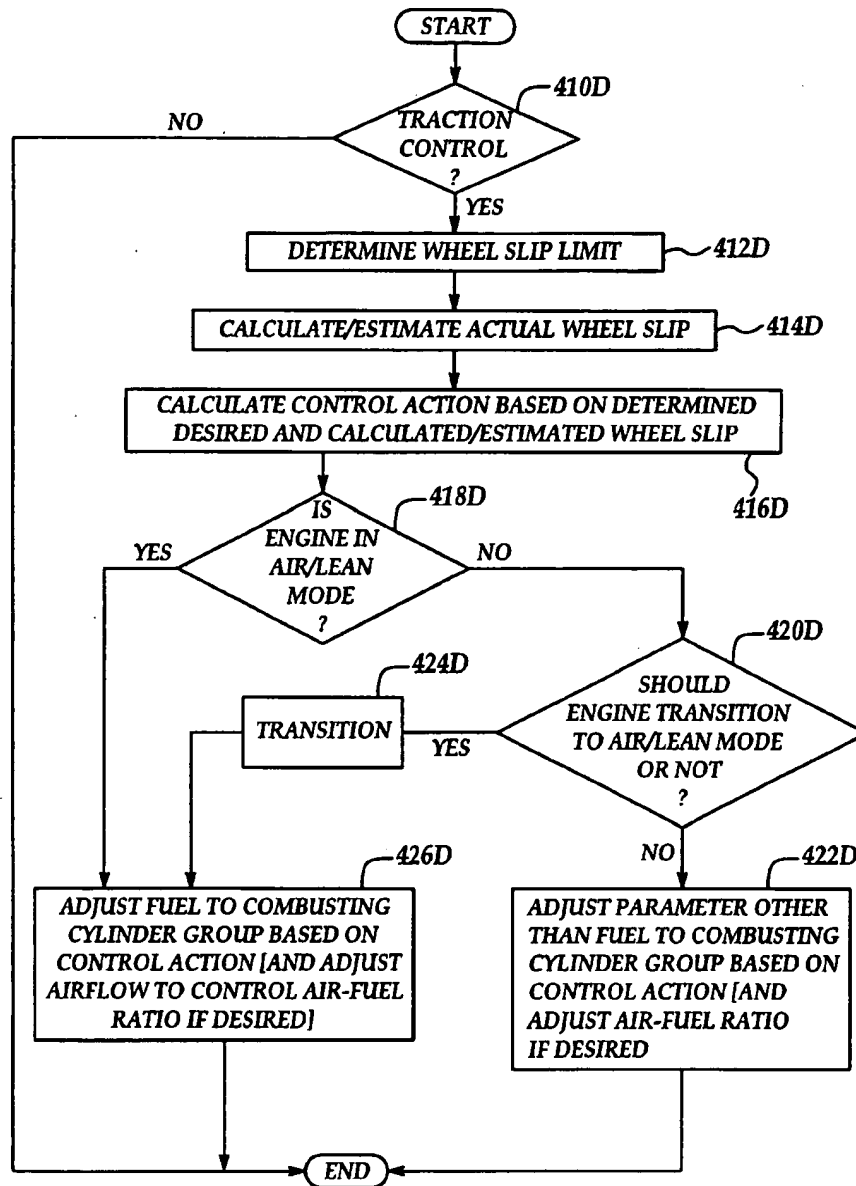 START
410D
NO
TRACTION
CONTROL
?
YES
DETERMINE WHEEL SLIP LIMIT
412D
CALCULATE/ESTIMATE ACTUAL WHEEL SLIP
414D
CALCULATE CONTROL ACTION BASED ON DETERMINED
DESIRED AND CALCULATED/ESTIMATED WHEEL SLIP
416D
418D
IS
ENGINE IN
AIR/LEAN
MODE
?
YES
NO
420D
SHOULD
ENGINE TRANSITION
TO AIR/LEAN MODE
OR NOT
?
424D
TRANSITION
YES
NO
426D
ADJUST FUEL TO COMBUSTING
CYLINDER GROUP BASED ON
CONTROL ACTION [AND ADJUST
AIRFLOW TO CONTROL AIR-FUEL
RATIO IF DESIRED]
422D
ADJUST PARAMETER OTHER
THAN FUEL TO COMBUSTING
CYLINDER GROUP BASED ON
CONTROL ACTION [AND
ADJUST AIR-FUEL RATIO
IF DESIRED
END